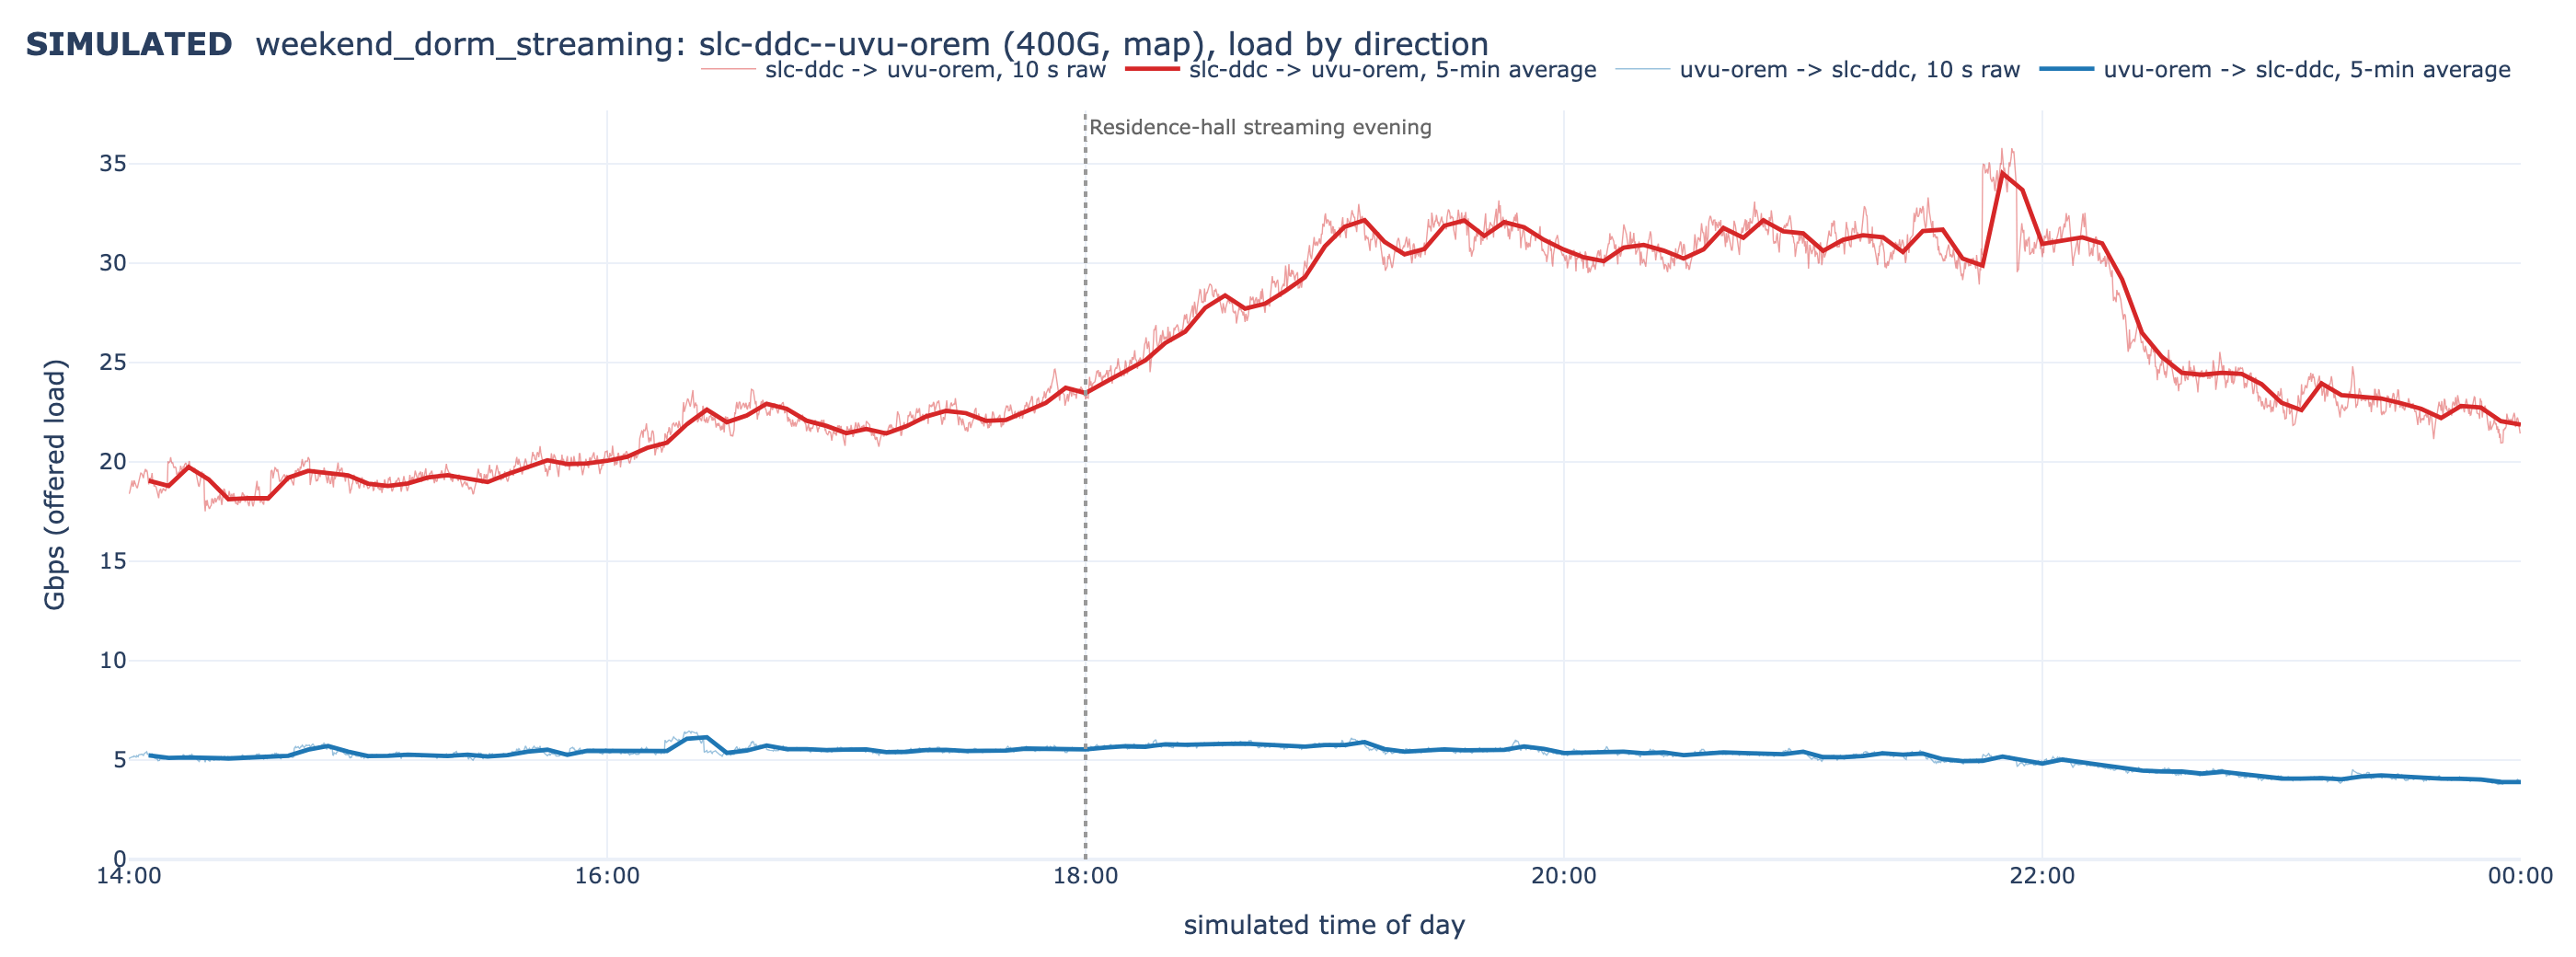 SIMULATED weekend_dorm_streaming: slc-ddc--uvu-orem (400G, map), load by direction
slc-ddc -> uvu-orem, 10 s raw
slc-ddc -> uvu-orem, 5-min average
uvu-orem -> slc-ddc, 10 s raw
uvu-orem -> slc-ddc, 5-min average
Residence-hall streaming evening
Gbps (offered load)
35
30
25
20
15
10
5
0
14:00
16:00
18:00
20:00
22:00
00:00
simulated time of day